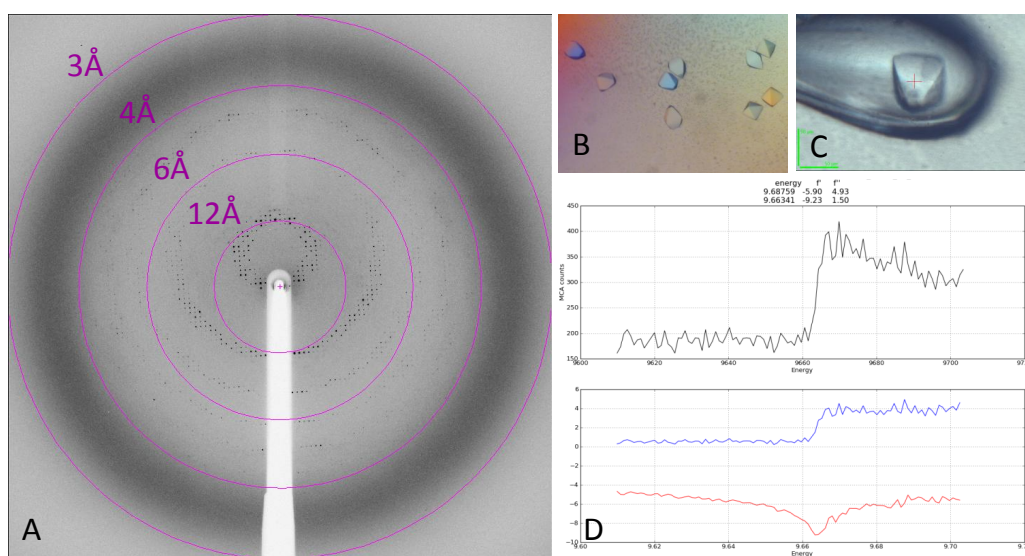 3Å
4Å
6Å
12Å
A
B
C
energy f' f''
9.68759 -5.90 4.93
9.66341 -9.23 1.50
450
400
350
300
250
200
150
MCA counts
9600 9620 9640 9660 9680 9700
Energy
6
4
2
0
−2
−4
−6
−8
−10
9.60 9.62 9.64 9.66 9.68 9.70
Energy
D